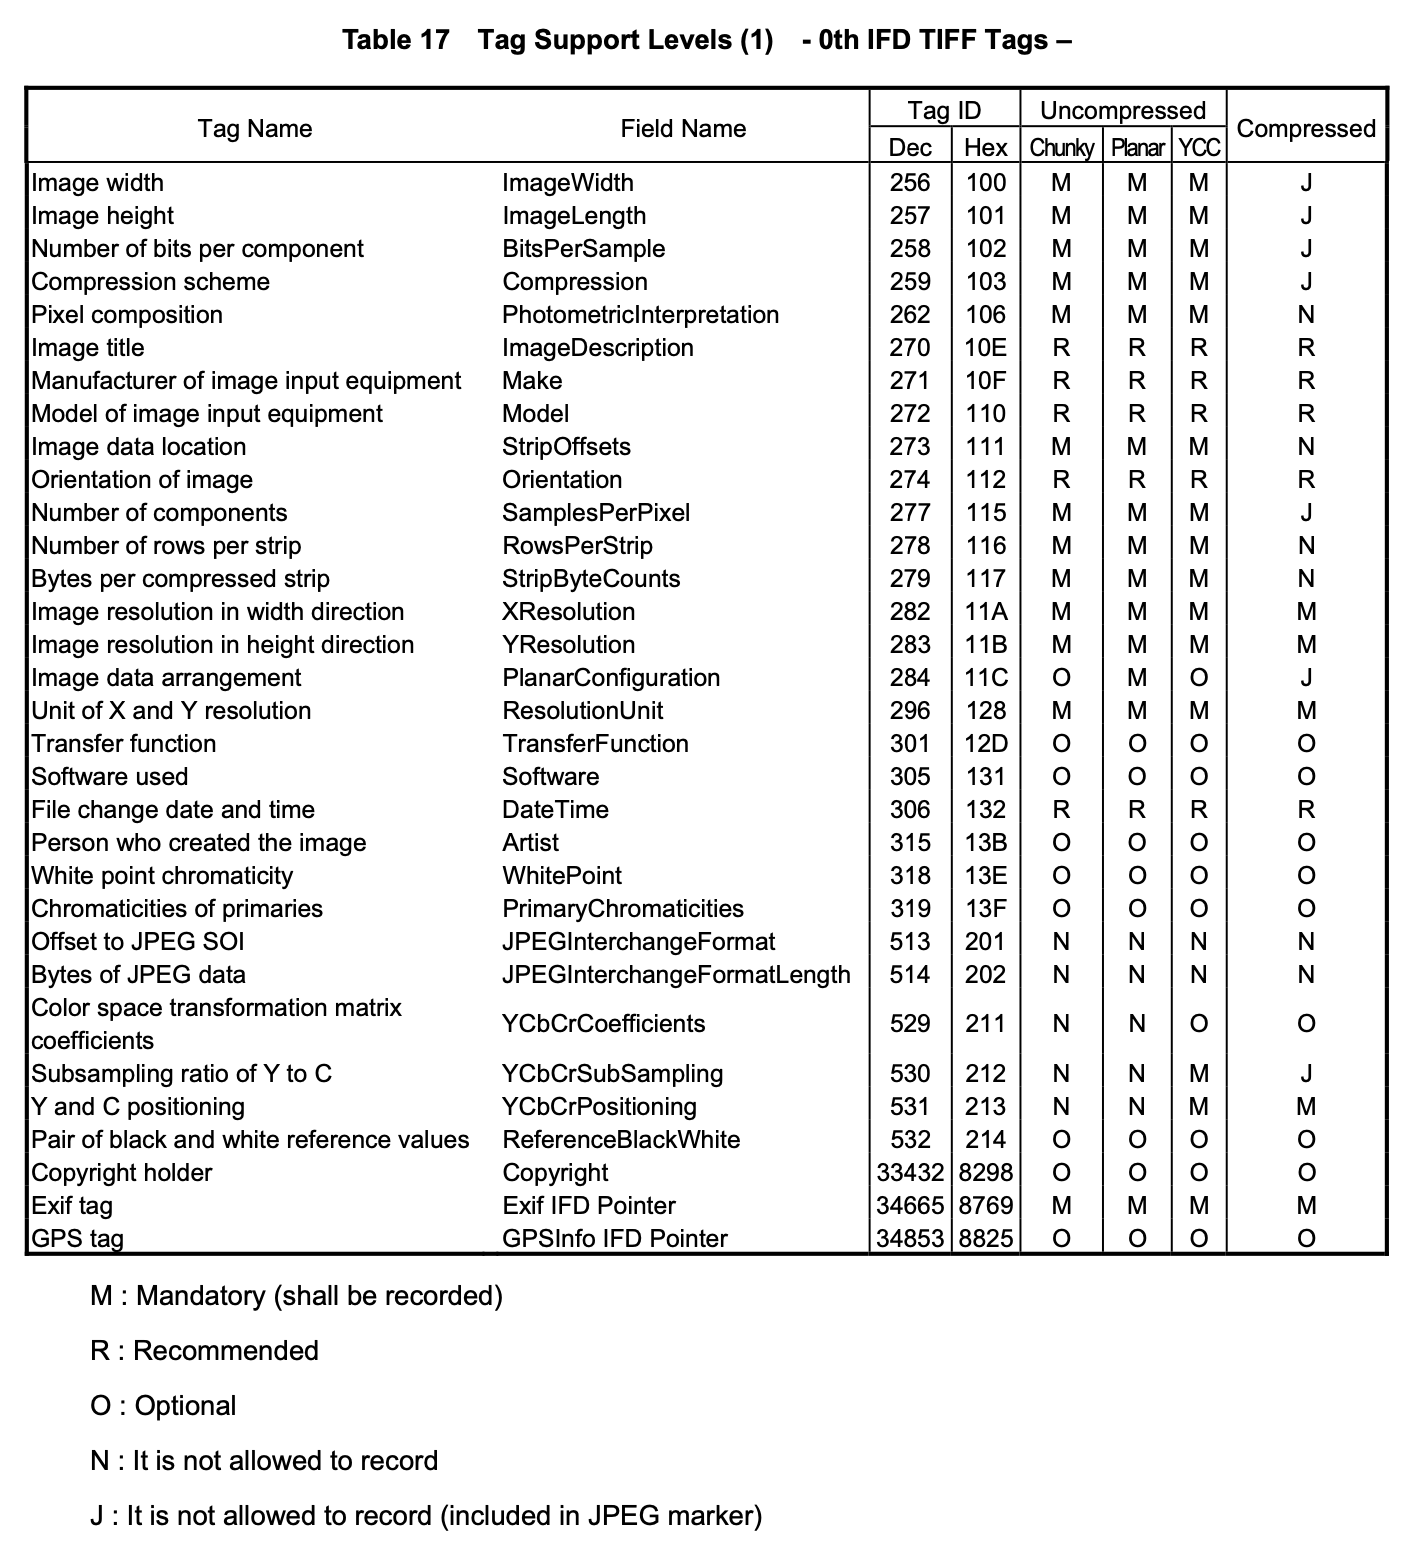 Table 17 Tag Support Levels (1) - 0th IFD TIFF Tags –
Tag Name Field Name Tag ID Uncompressed Compressed
Dec Hex Chunky Planar YCC
Image width ImageWidth 256 100 M M M J
Image height ImageLength 257 101 M M M J
Number of bits per component BitsPerSample 258 102 M M M J
Compression scheme Compression 259 103 M M M J
Pixel composition PhotometricInterpretation 262 106 M M M N
Image title ImageDescription 270 10E R R R R
Manufacturer of image input equipment Make 271 10F R R R R
Model of image input equipment Model 272 110 R R R R
Image data location StripOffsets 273 111 M M M N
Orientation of image Orientation 274 112 R R R R
Number of components SamplesPerPixel 277 115 M M M J
Number of rows per strip RowsPerStrip 278 116 M M M N
Bytes per compressed strip StripByteCounts 279 117 M M M N
Image resolution in width direction XResolution 282 11A M M M M
Image resolution in height direction YResolution 283 11B M M M M
Image data arrangement PlanarConfiguration 284 11C O M O J
Unit of X and Y resolution ResolutionUnit 296 128 M M M M
Transfer function TransferFunction 301 12D O O O O
Software used Software 305 131 O O O O
File change date and time DateTime 306 132 R R R R
Person who created the image Artist 315 13B O O O O
White point chromaticity WhitePoint 318 13E O O O O
Chromaticities of primaries PrimaryChromaticities 319 13F O O O O
Offset to JPEG SOI JPEGInterchangeFormat 513 201 N N N N
Bytes of JPEG data JPEGInterchangeFormatLength 514 202 N N N N
Color space transformation matrix
coefficients YCbCrCoefficients 529 211 N N O O
Subsampling ratio of Y to C YCbCrSubSampling 530 212 N N M J
Y and C positioning YCbCrPositioning 531 213 N N M M
Pair of black and white reference values ReferenceBlackWhite 532 214 O O O O
Copyright holder Copyright 33432 8298 O O O O
Exif tag Exif IFD Pointer 34665 8769 M M M M
GPS tag GPSInfo IFD Pointer 34853 8825 O O O O
M : Mandatory (shall be recorded)
R : Recommended
O : Optional
N : It is not allowed to record
J : It is not allowed to record (included in JPEG marker)